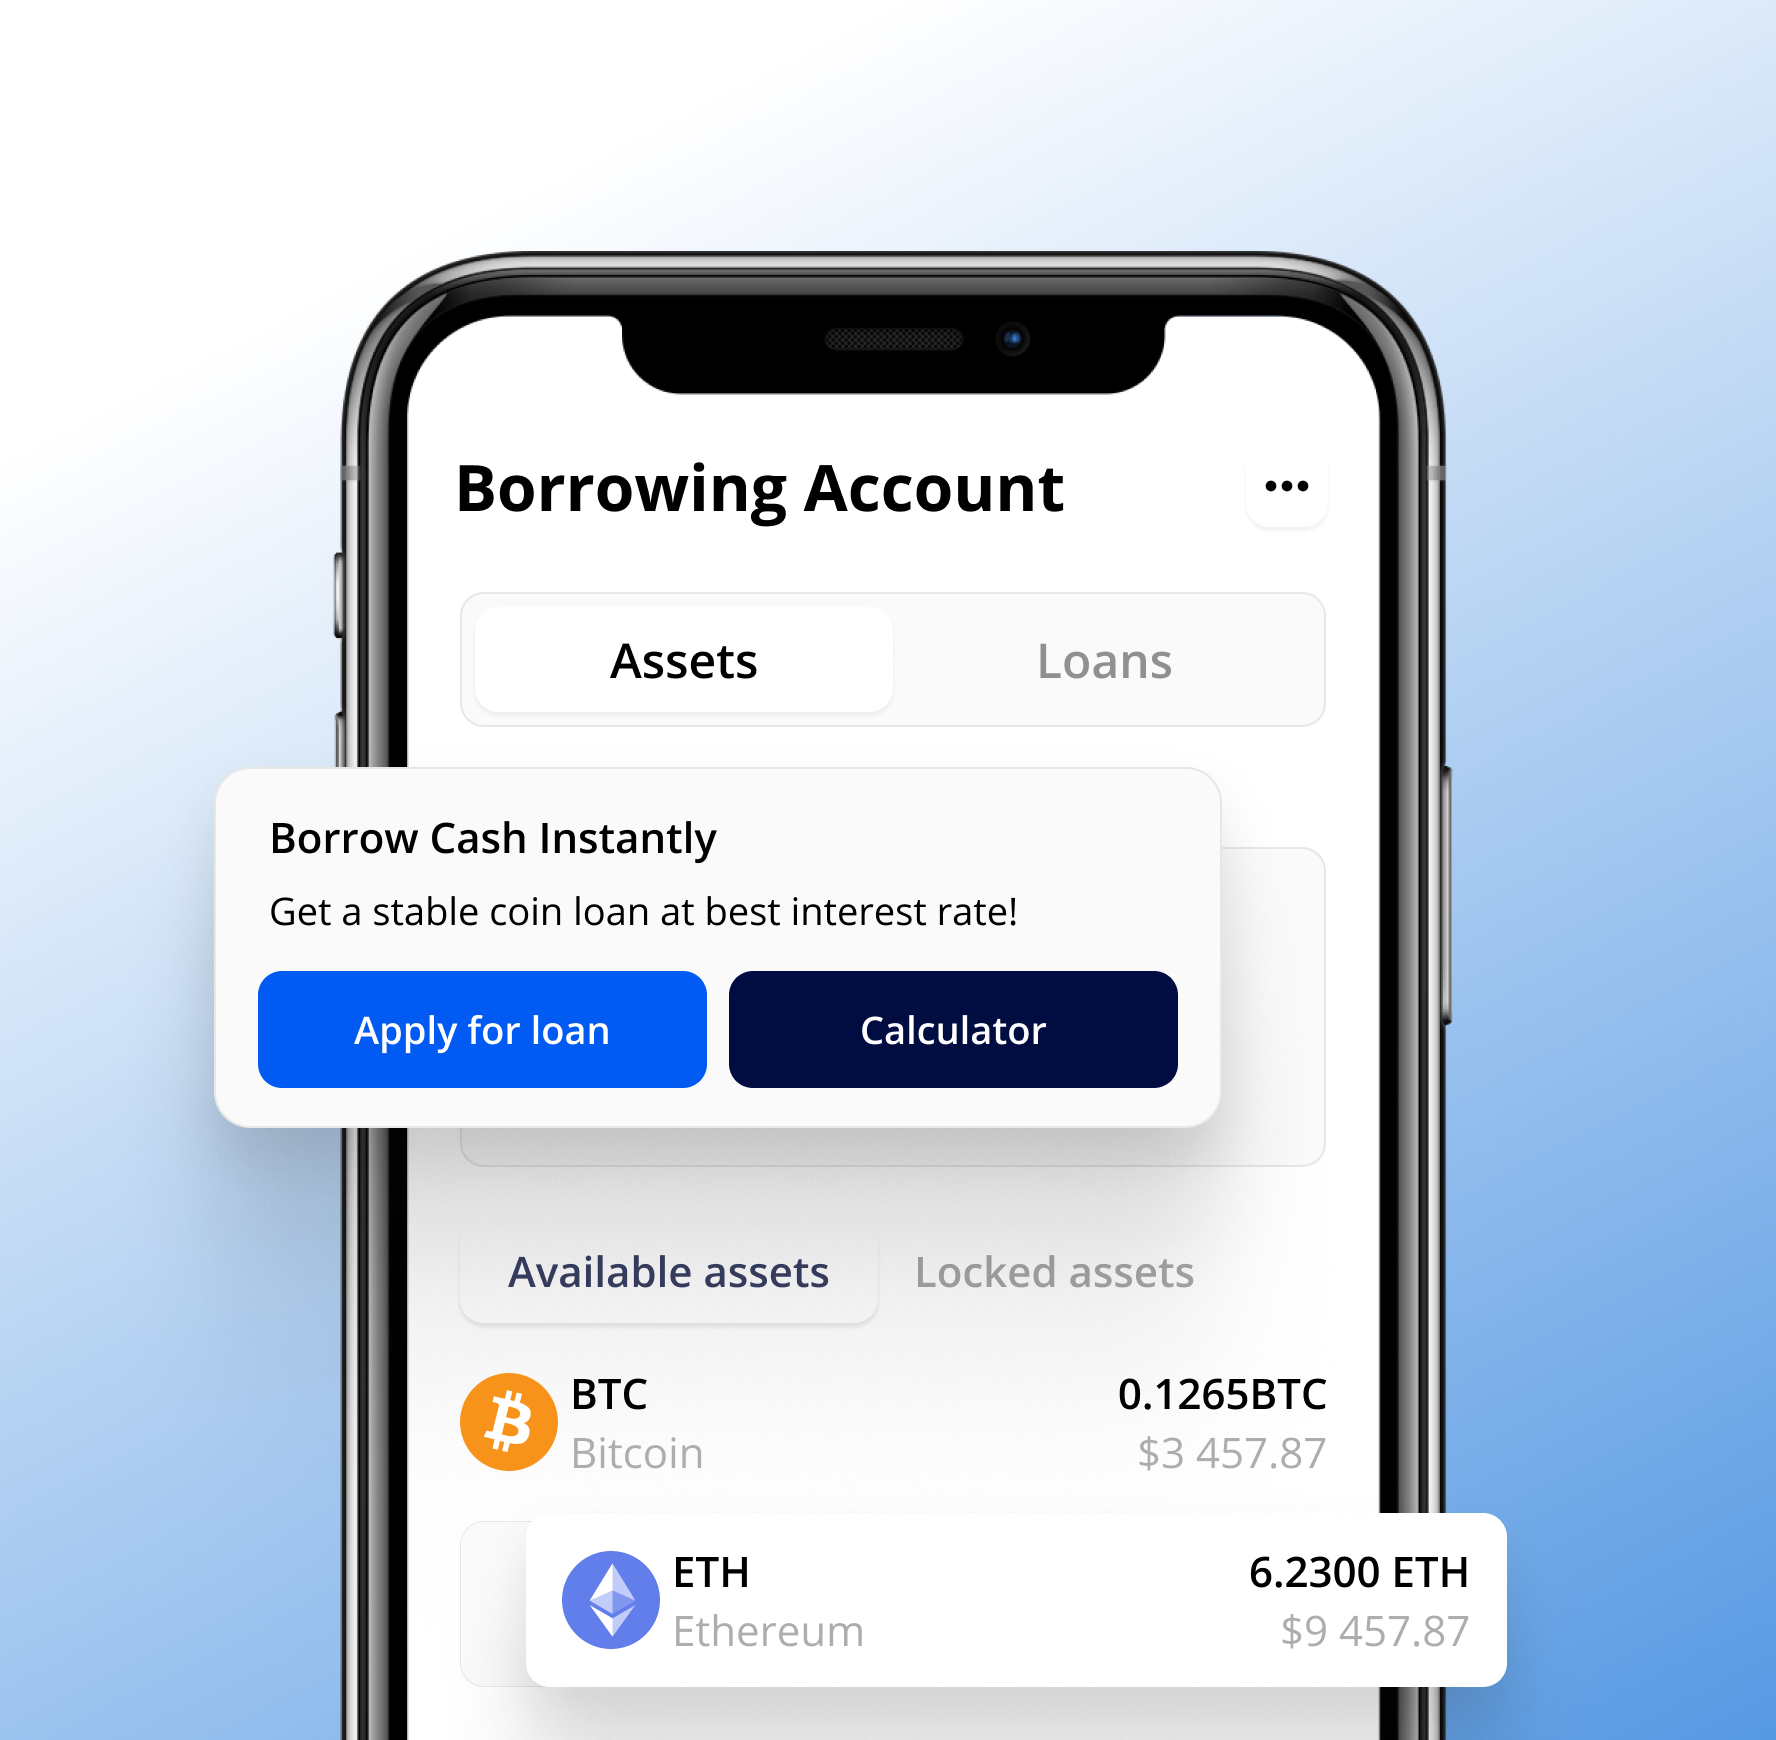 Borrowing Account
Assets Loans
Borrow Cash Instantly
Get a stable coin loan at best interest rate!
Apply for loan Calculator
Available assets Locked assets
BTC 0.1265BTC
Bitcoin $3 457.87
ETH 6.2300 ETH
Ethereum $9 457.87